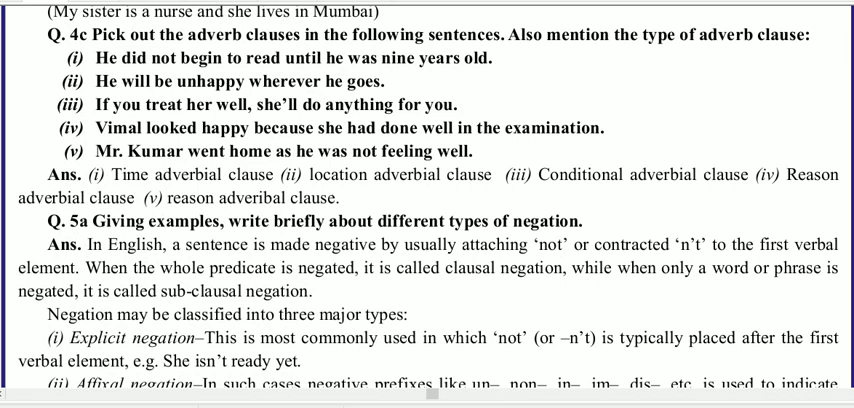 (My sister is a nurse and she lives in Mumbai)
Q. 4c Pick out the adverb clauses in the following sentences. Also mention the type of adverb clause:
(i) He did not begin to read until he was nine years old.
(ii) He will be unhappy wherever he goes.
(iii) If you treat her well, she'll do anything for you.
(iv) Vimal looked happy because she had done well in the examination.
(v) Mr. Kumar went home as he was not feeling well.
Ans. (i) Time adverbial clause (ii) location adverbial clause (iii) Conditional adverbial clause (iv) Reason
adverbial clause (v) reason adveribal clause.
Q. 5a Giving examples, write briefly about different types of negation.
Ans. In English, a sentence is made negative by usually attaching ‘not’ or contracted ‘n’t’ to the first verbal
element. When the whole predicate is negated, it is called clausal negation, while when only a word or phrase is
negated, it is called sub-clausal negation.
Negation may be classified into three major types:
(i) Explicit negation–This is most commonly used in which ‘not’ (or –n’t) is typically placed after the first
verbal element, e.g. She isn’t ready yet.
(ii) Affixal negation–In such cases negative prefixes like un–, non–, in–, im–, dis–, etc. is used to indicate